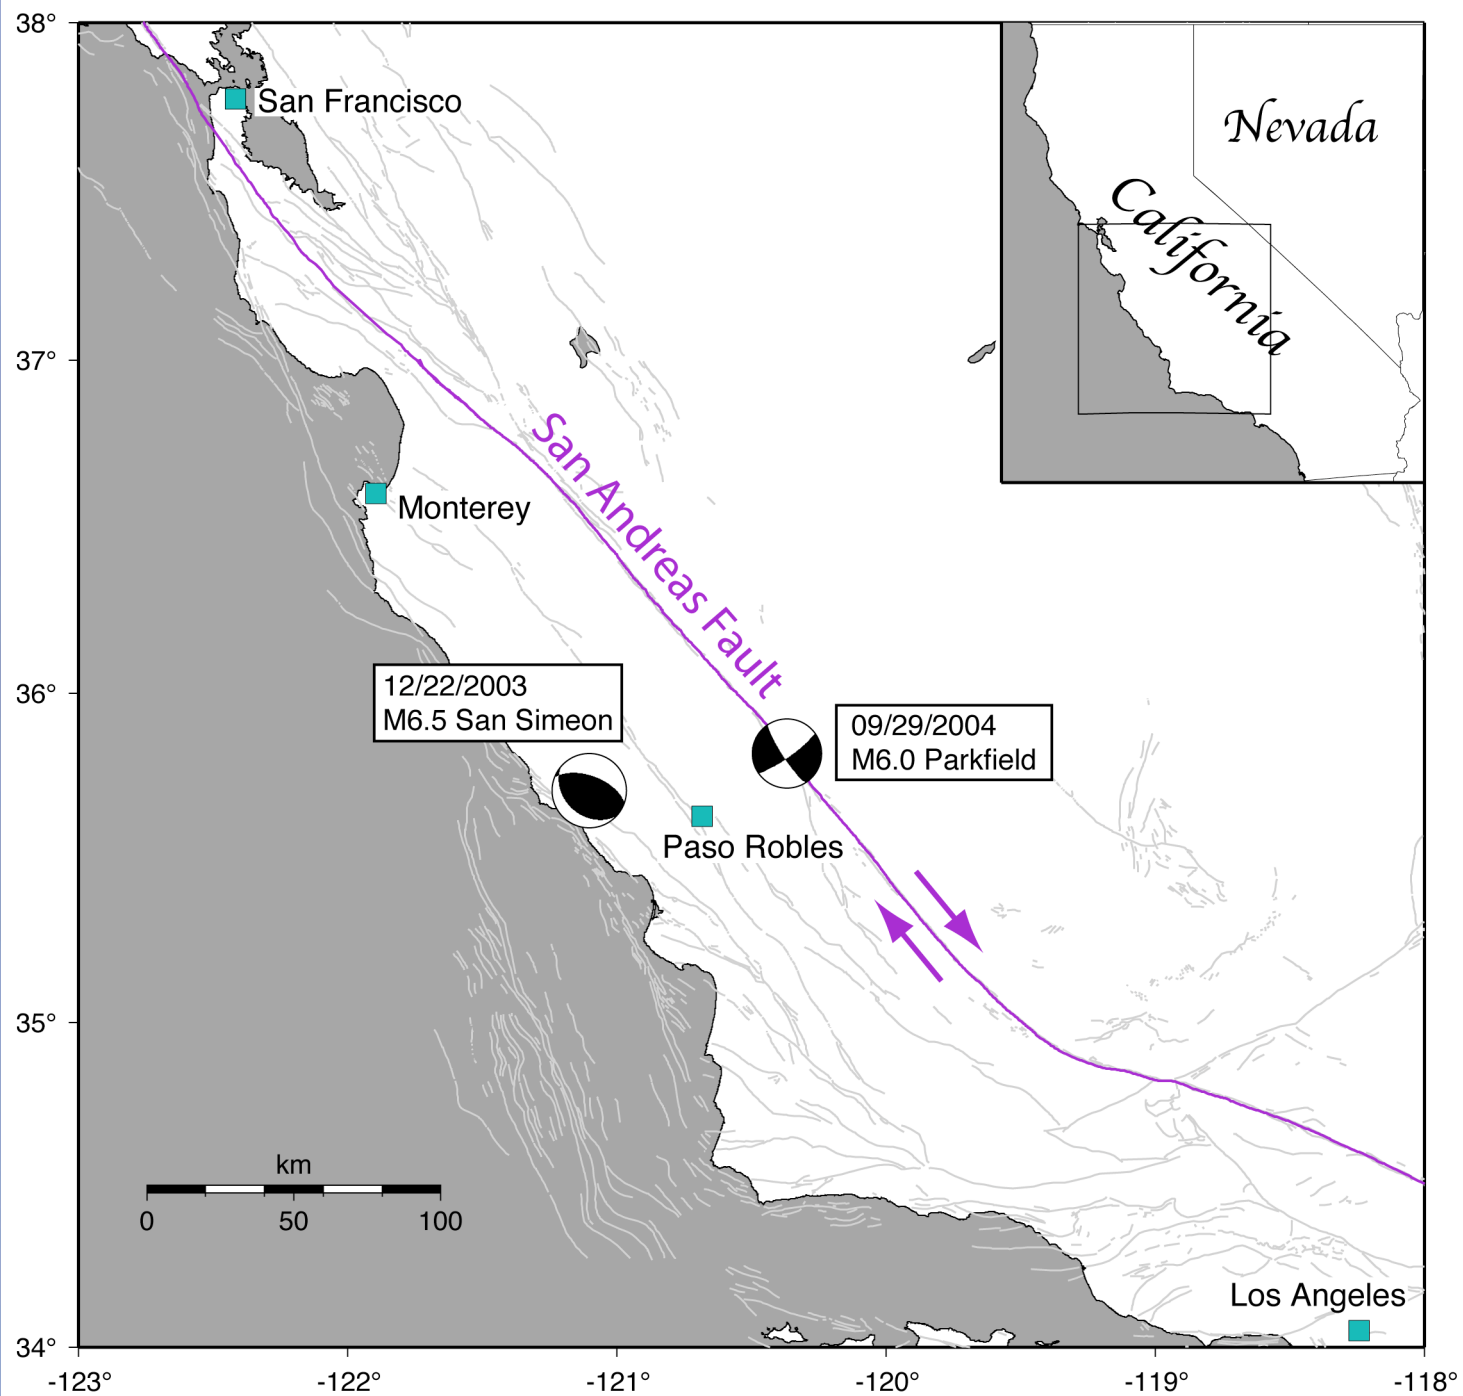 38°
37°
36°
35°
34°
-123°
-122°
-121°
-120°
-119°
-118°
San Francisco
Monterey
San Andreas Fault
12/22/2003
M6.5 San Simeon
09/29/2004
M6.0 Parkfield
Paso Robles
Los Angeles
km
0
50
100
Nevada
California